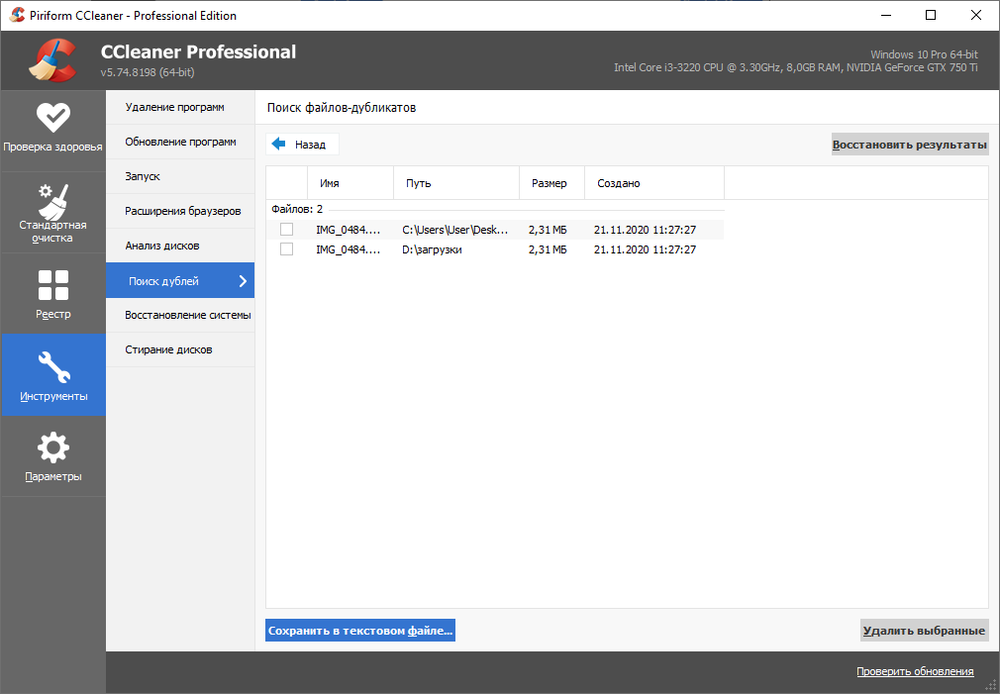 Piriform CCleaner - Professional Edition
CCleaner Professional
v5.74.8198 (64-bit)
Windows 10 Pro 64-bit
Intel Core i3-3220 CPU @ 3.30GHz, 8,0GB RAM, NVIDIA GeForce GTX 750 Ti
Проверка здоровья
Стандартная
очистка
Реестр
Инструменты
Параметры
Удаление программ
Обновление программ
Запуск
Расширения браузеров
Анализ дисков
Поиск дублей
Восстановление системы
Стирание дисков
Поиск файлов-дубликатов
Назад
Восстановить результаты
Имя Путь Размер Создано
Файлов: 2
IMG_0484.... C:\Users\User\Desk... 2,31 МБ 21.11.2020 11:27:27
IMG_0484.... D:\загрузки 2,31 МБ 21.11.2020 11:27:27
Сохранить в текстовом файле...
Удалить выбранные
Проверить обновления